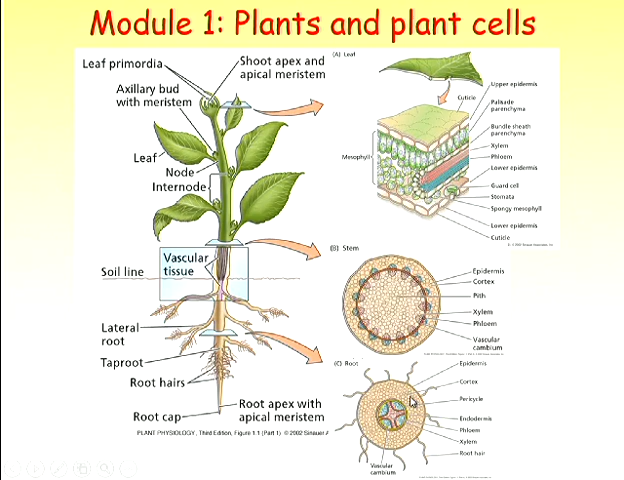 Module 1: Plants and plant cells
Leaf primordia
Shoot apex and
apical meristem
Axillary bud
with meristem
Leaf
Node
Internode
Vascular
tissue
Soil line
Lateral
root
Taproot
Root hairs
Root cap
Root apex with
apical meristem
PLANT PHYSIOLOGY, Third Edition, Figure 1.1 (Part 1) © 2002 Sinauer A
(A) Leaf
Upper epidermis
Cuticle
Palisade
parenchyma
Bundle sheath
parenchyma
Mesophyll
Xylem
Phloem
Lower epidermis
Guard cell
Stomata
Spongy mesophyll
Lower epidermis
Cuticle
(B) Stem
Epidermis
Cortex
Pith
Xylem
Phloem
Vascular
cambium
(C) Root
Epidermis
Cortex
Pericycle
Endodermis
Phloem
Xylem
Root hair
Vascular
cambium